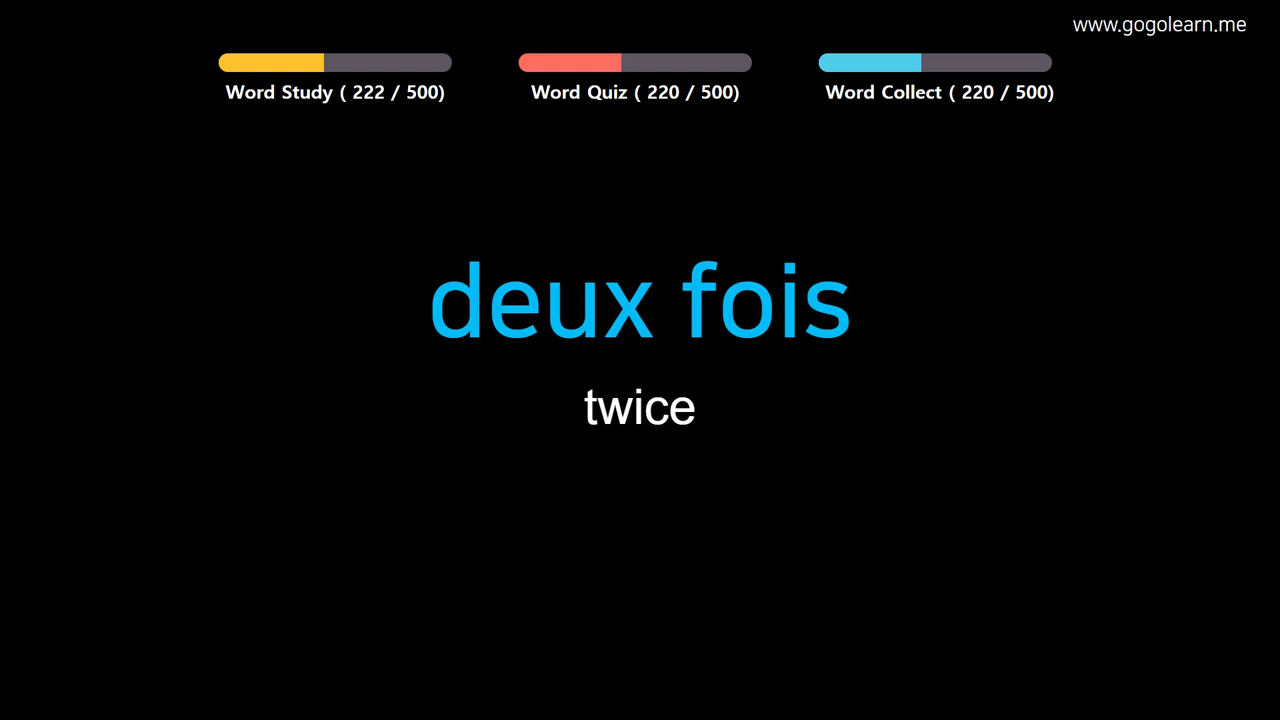 www.gogolearn.me
Word Study ( 222 / 500)
Word Quiz ( 220 / 500)
Word Collect ( 220 / 500)
deux fois
twice